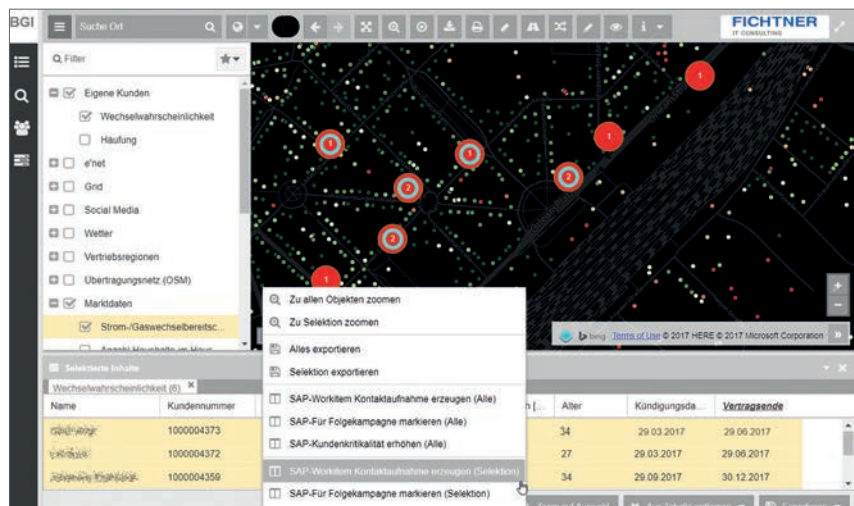 BGI
Suche Ort
i
FICHTNER
IT CONSULTING
Filter
Eigene Kunden
Wechselwahrscheinlichkeit
Häufung
e'net
Grid
Social Media
Wetter
Vertriebsregionen
Übertragungsnetz (OSM)
Marktdaten
Strom-/Gaswechselbereitsc...
Anzahl Haushalte im Haus
1
1
1
1
2
2
2
1
+
−
bing Terms of Use © 2017 HERE © 2017 Microsoft Corporation »
Zu allen Objekten zoomen
Zu Selektion zoomen
Alles exportieren
Selektion exportieren
SAP-Workitem Kontaktaufnahme erzeugen (Alle)
SAP-Für Folgekampagne markieren (Alle)
SAP-Kundenkritikalität erhöhen (Alle)
SAP-Workitem Kontaktaufnahme erzeugen (Selektion)
SAP-Für Folgekampagne markieren (Selektion)
Selektierte Inhalte
Wechselwahrscheinlichkeit (6) ×
Name Kundennummer n [... Alter Kündigungsda... Vertragsende
1000004373 34 29.03.2017 29.06.2017
1000004372 27 29.03.2017 29.06.2017
1000004359 34 29.09.2017 30.12.2017